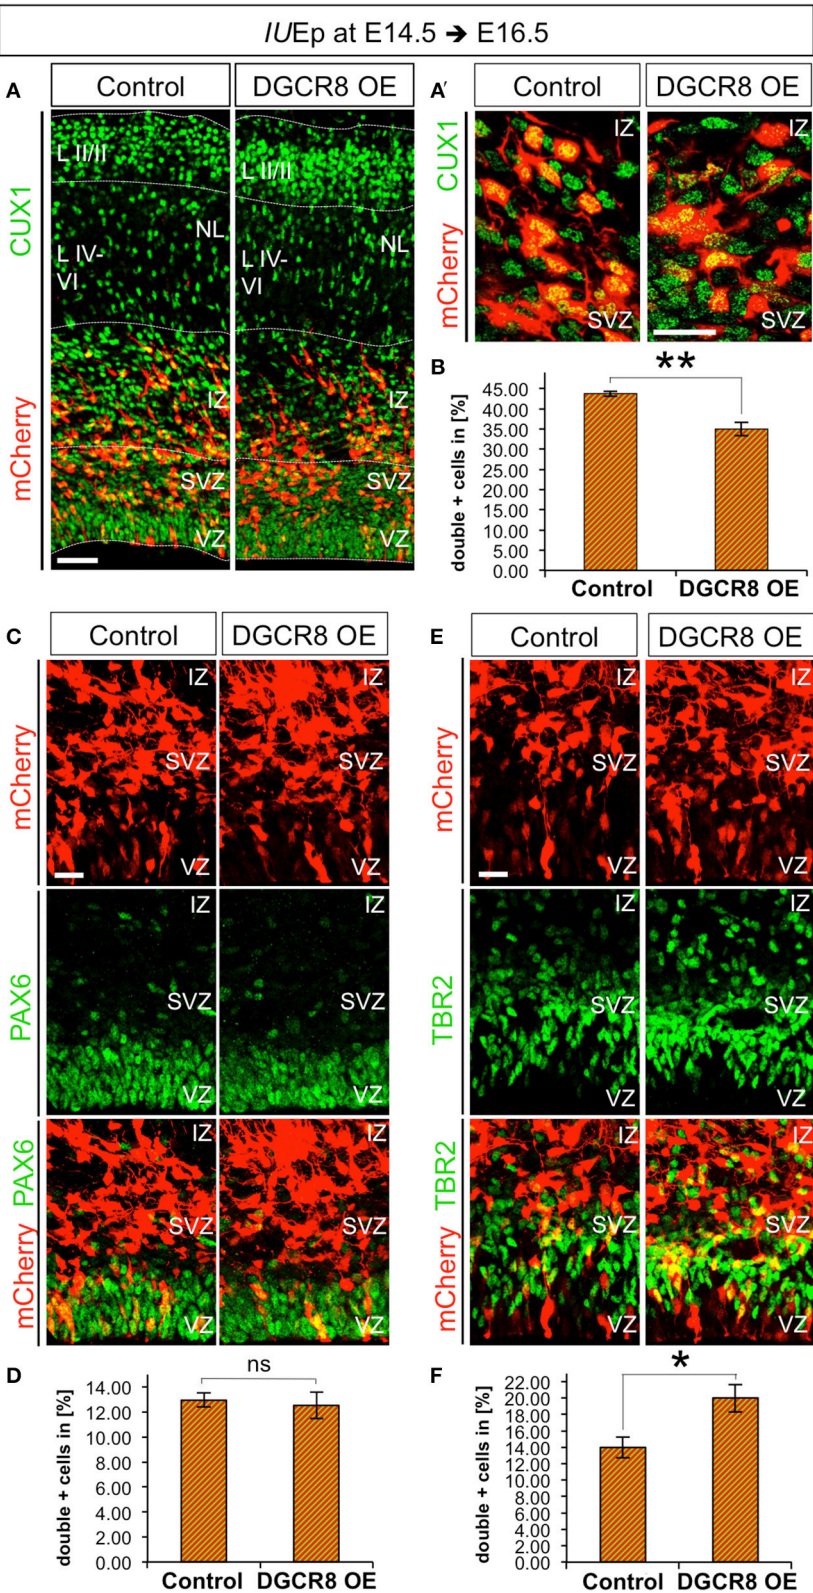 IUEp at E14.5 ➔ E16.5
A
Control
DGCR8 OE
CUX1
mCherry
L II/II
L IV-
VI
NL
IZ
SVZ
VZ
L II/II
L IV-
VI
NL
IZ
SVZ
VZ
A′
Control
DGCR8 OE
CUX1
mCherry
IZ
SVZ
IZ
SVZ
B
**
double + cells in [%]
45.00
40.00
35.00
30.00
25.00
20.00
15.00
10.00
5.00
0.00
Control
DGCR8 OE
C
Control
DGCR8 OE
mCherry
IZ
SVZ
VZ
IZ
SVZ
VZ
PAX6
IZ
SVZ
VZ
IZ
SVZ
VZ
mCherry PAX6
IZ
SVZ
VZ
IZ
SVZ
VZ
D
ns
double + cells in [%]
14.00
12.00
10.00
8.00
6.00
4.00
2.00
0.00
Control
DGCR8 OE
E
Control
DGCR8 OE
mCherry
IZ
SVZ
VZ
IZ
SVZ
VZ
TBR2
IZ
SVZ
VZ
IZ
SVZ
VZ
mCherry TBR2
IZ
SVZ
VZ
IZ
SVZ
VZ
F
*
double + cells in [%]
22.00
20.00
18.00
16.00
14.00
12.00
10.00
8.00
6.00
4.00
2.00
0.00
Control
DGCR8 OE